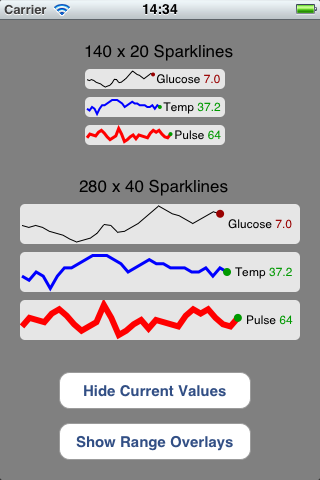 Carrier 14:34
140 x 20 Sparklines
Glucose 7.0
Temp 37.2
Pulse 64
280 x 40 Sparklines
Glucose 7.0
Temp 37.2
Pulse 64
Hide Current Values
Show Range Overlays